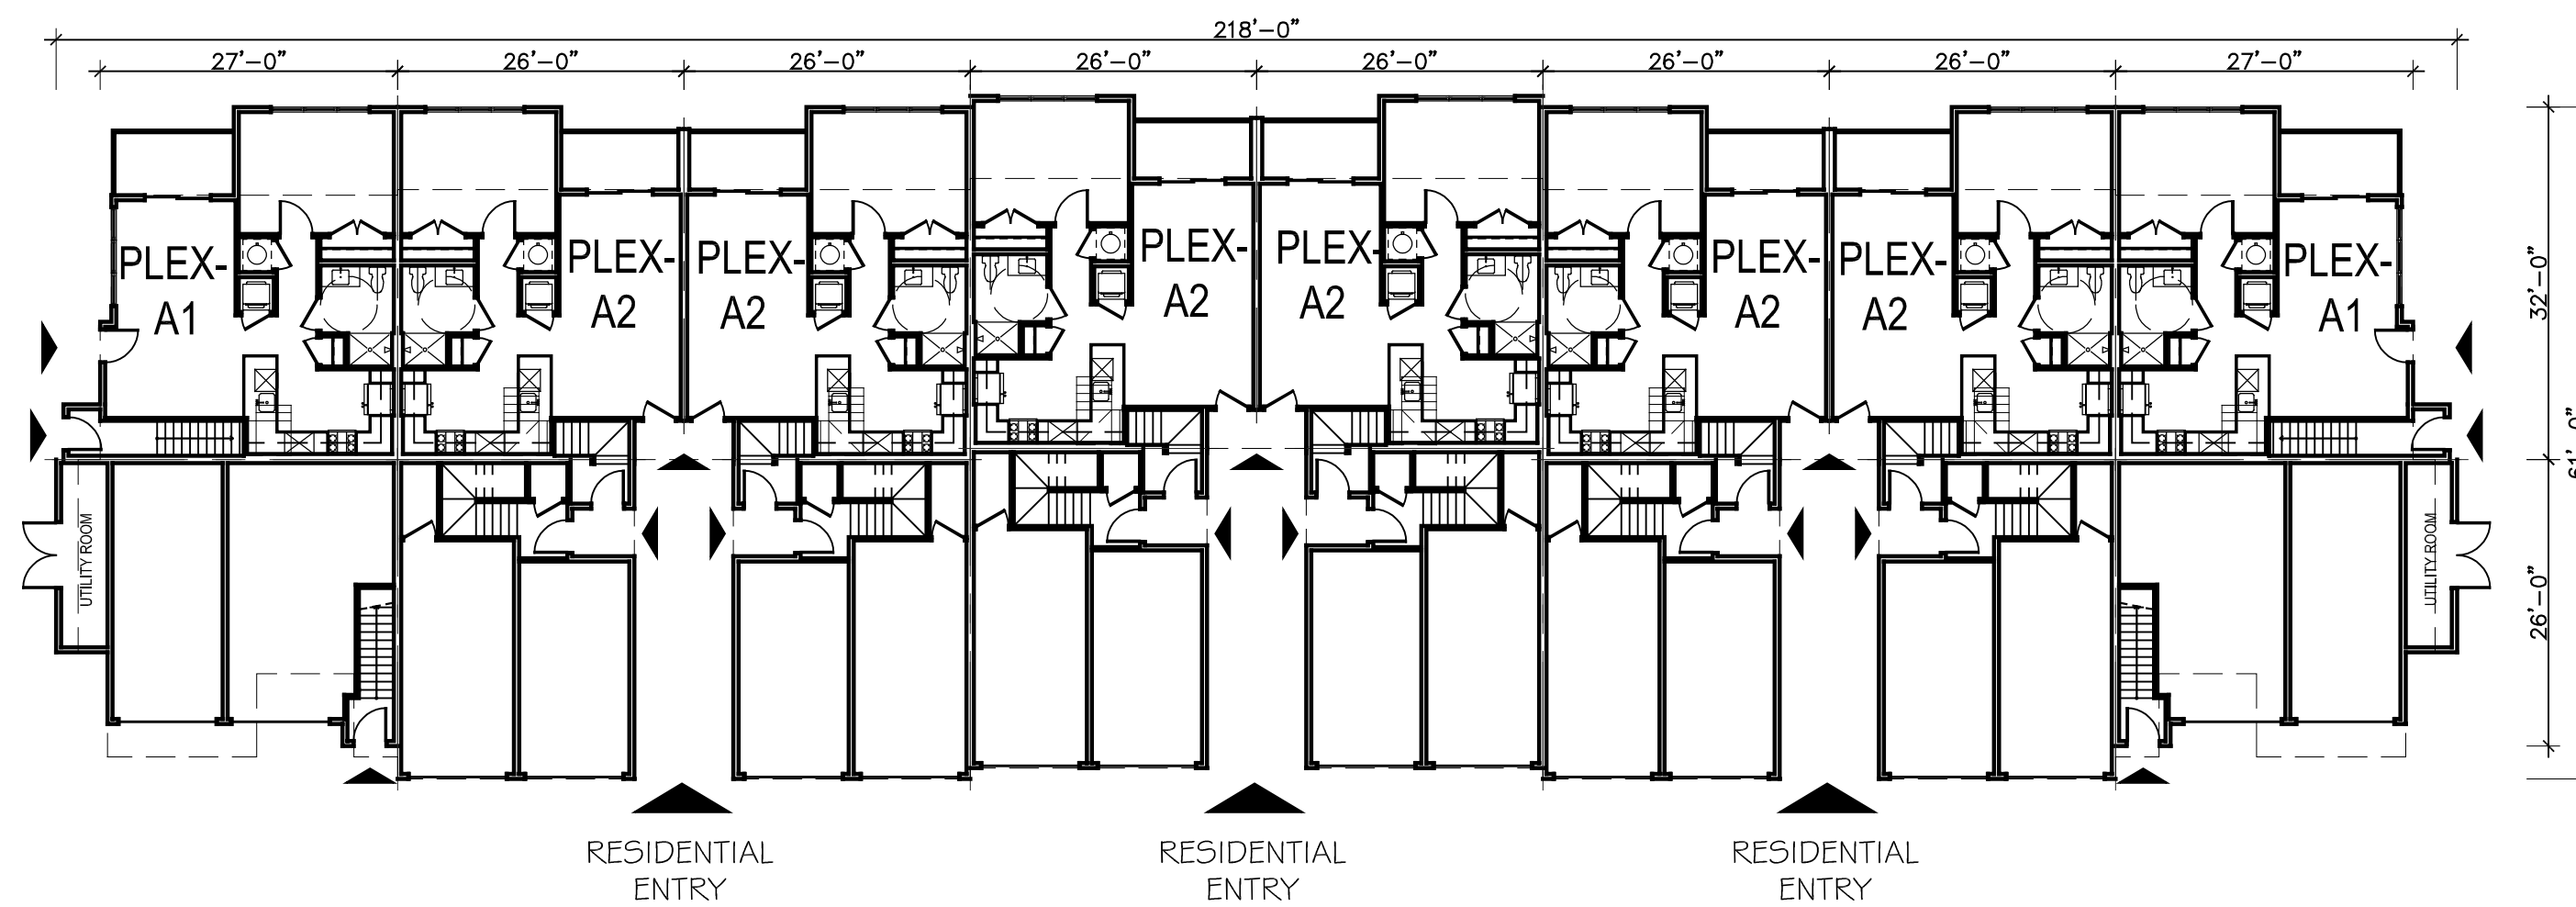 218'-0"
27'-0" 26'-0" 26'-0" 26'-0" 26'-0" 26'-0" 26'-0" 27'-0"
PLEX-
A1
PLEX-
A2
PLEX-
A2
PLEX-
A2
PLEX-
A2
PLEX-
A2
PLEX-
A2
PLEX-
A1
32'-0"
26'-0"
UTILITY ROOM
UTILITY ROOM
RESIDENTIAL
ENTRY
RESIDENTIAL
ENTRY
RESIDENTIAL
ENTRY